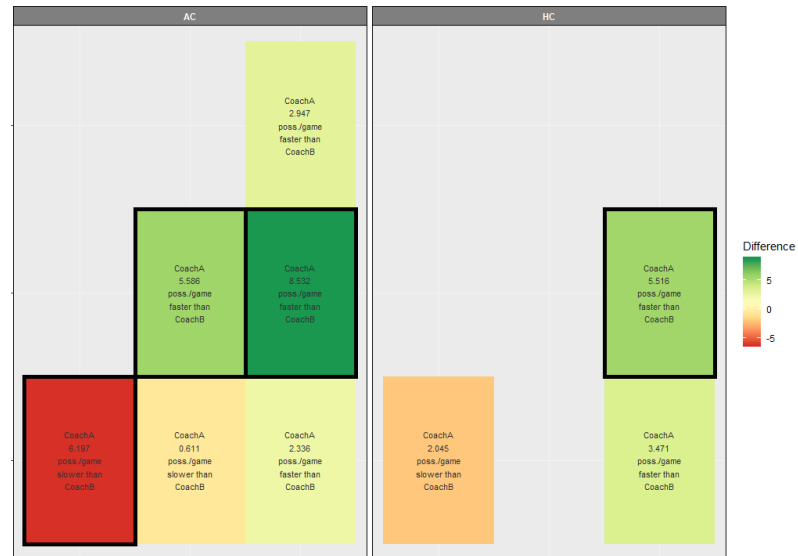 AC
HC
CoachA
2.947
poss./game
faster than
CoachB
CoachA
5.586
poss./game
faster than
CoachB
CoachA
8.532
poss./game
faster than
CoachB
CoachA
5.516
poss./game
faster than
CoachB
CoachA
6.197
poss./game
slower than
CoachB
CoachA
0.611
poss./game
slower than
CoachB
CoachA
2.336
poss./game
faster than
CoachB
CoachA
2.045
poss./game
slower than
CoachB
CoachA
3.471
poss./game
faster than
CoachB
Difference
5
0
-5